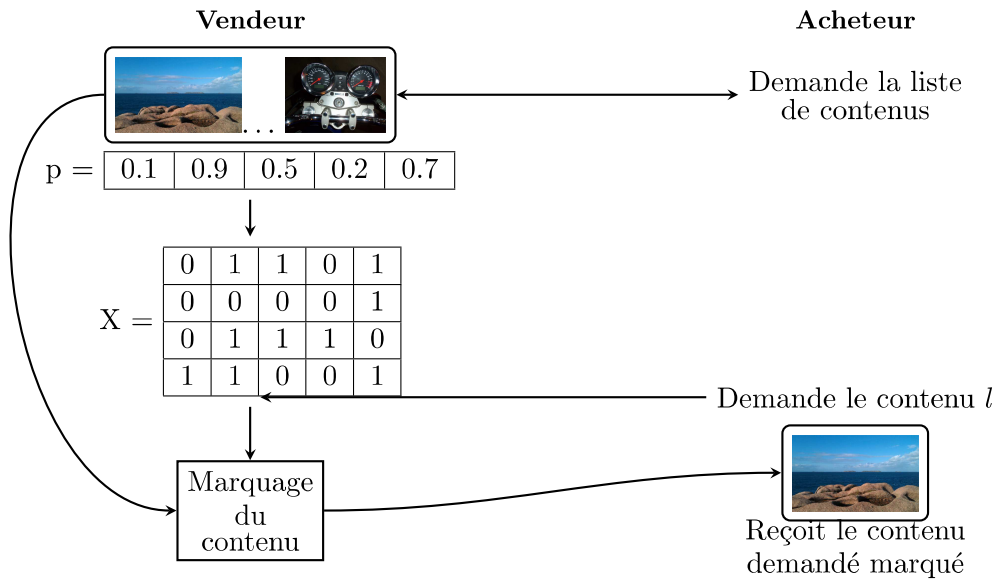 Vendeur
Acheteur
...
Demande la liste
de contenus
p = 0.1 0.9 0.5 0.2 0.7
X =
0 1 1 0 1
0 0 0 0 1
0 1 1 1 0
1 1 0 0 1
Demande le contenu l
Marquage
du
contenu
Reçoit le contenu
demandé marqué